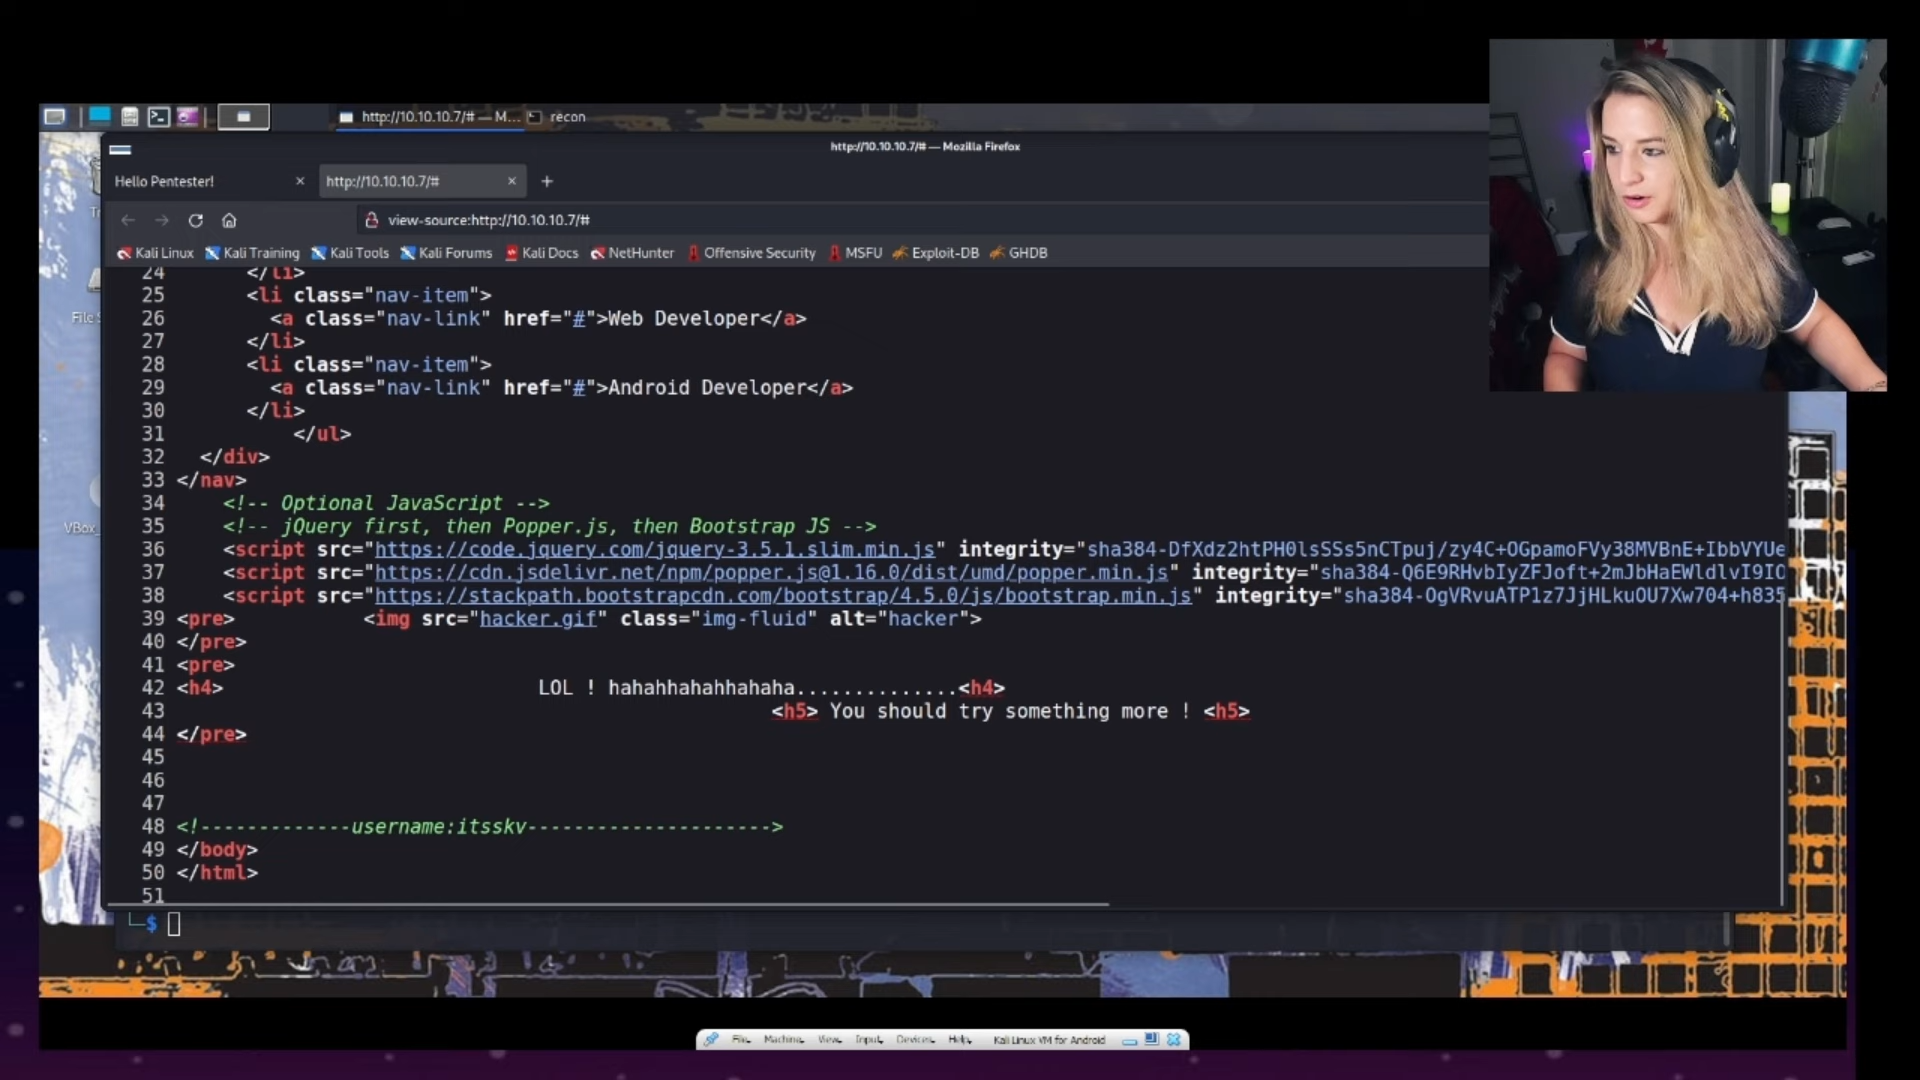 http://10.10.10.7/# — M... recon
http://10.10.10.7/# — Mozilla Firefox
Hello Pentester! http://10.10.10.7/#
view-source:http://10.10.10.7/#
Kali Linux Kali Training Kali Tools Kali Forums Kali Docs NetHunter Offensive Security MSFU Exploit-DB GHDB
24 </li>
25 <li class="nav-item">
26 <a class="nav-link" href="#">Web Developer</a>
27 </li>
28 <li class="nav-item">
29 <a class="nav-link" href="#">Android Developer</a>
30 </li>
31 </ul>
32 </div>
33 </nav>
34 <!-- Optional JavaScript -->
35 <!-- jQuery first, then Popper.js, then Bootstrap JS -->
36 <script src="https://code.jquery.com/jquery-3.5.1.slim.min.js" integrity="sha384-DfXdz2htPH0lsSSs5nCTpuj/zy4C+OGpamoFVy38MVBnE+IbbVYUe
37 <script src="https://cdn.jsdelivr.net/npm/popper.js@1.16.0/dist/umd/popper.min.js" integrity="sha384-Q6E9RHvbIyZFJoft+2mJbHaEWldlvI9IO
38 <script src="https://stackpath.bootstrapcdn.com/bootstrap/4.5.0/js/bootstrap.min.js" integrity="sha384-OgVRvuATP1z7JjHLkuOU7Xw704+h835
39 <pre> <img src="hacker.gif" class="img-fluid" alt="hacker">
40 </pre>
41 <pre>
42 <h4> LOL ! hahahhahahhahaha..............<h4>
43 <h5> You should try something more ! <h5>
44 </pre>
45
46
47
48 <!-------------username:itsskv--------------------->
49 </body>
50 </html>
51
File
VBox_
$
File Machine View Input Devices Help Kali Linux VM for Android